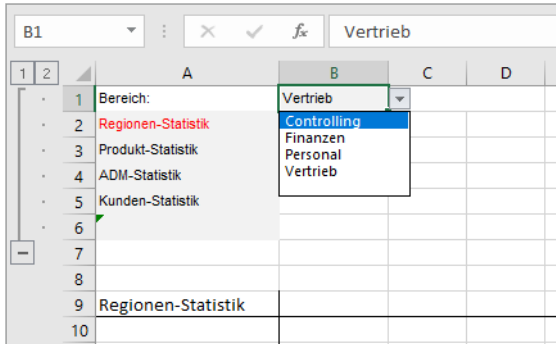 B1 fx Vertrieb
1 2 A B C D
1 Bereich: Vertrieb
Controlling
2 Regionen-Statistik
Finanzen
3 Produkt-Statistik
Personal
4 ADM-Statistik
Vertrieb
5 Kunden-Statistik
6
7
8
9 Regionen-Statistik
10